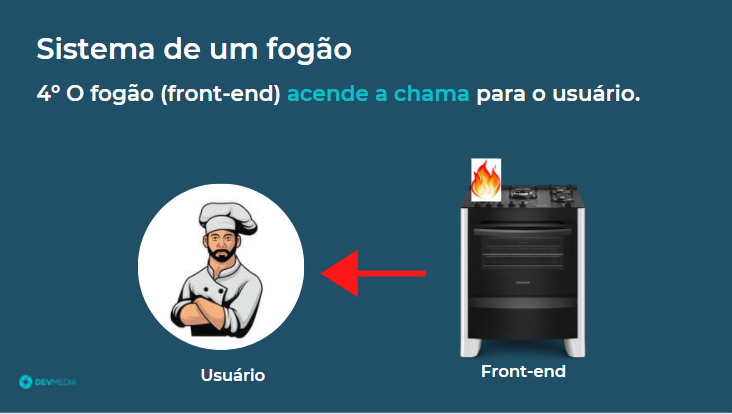 Sistema de um fogão
4º O fogão (front-end) acende a chama para o usuário.
Usuário
Front-end
DEVMEDIA